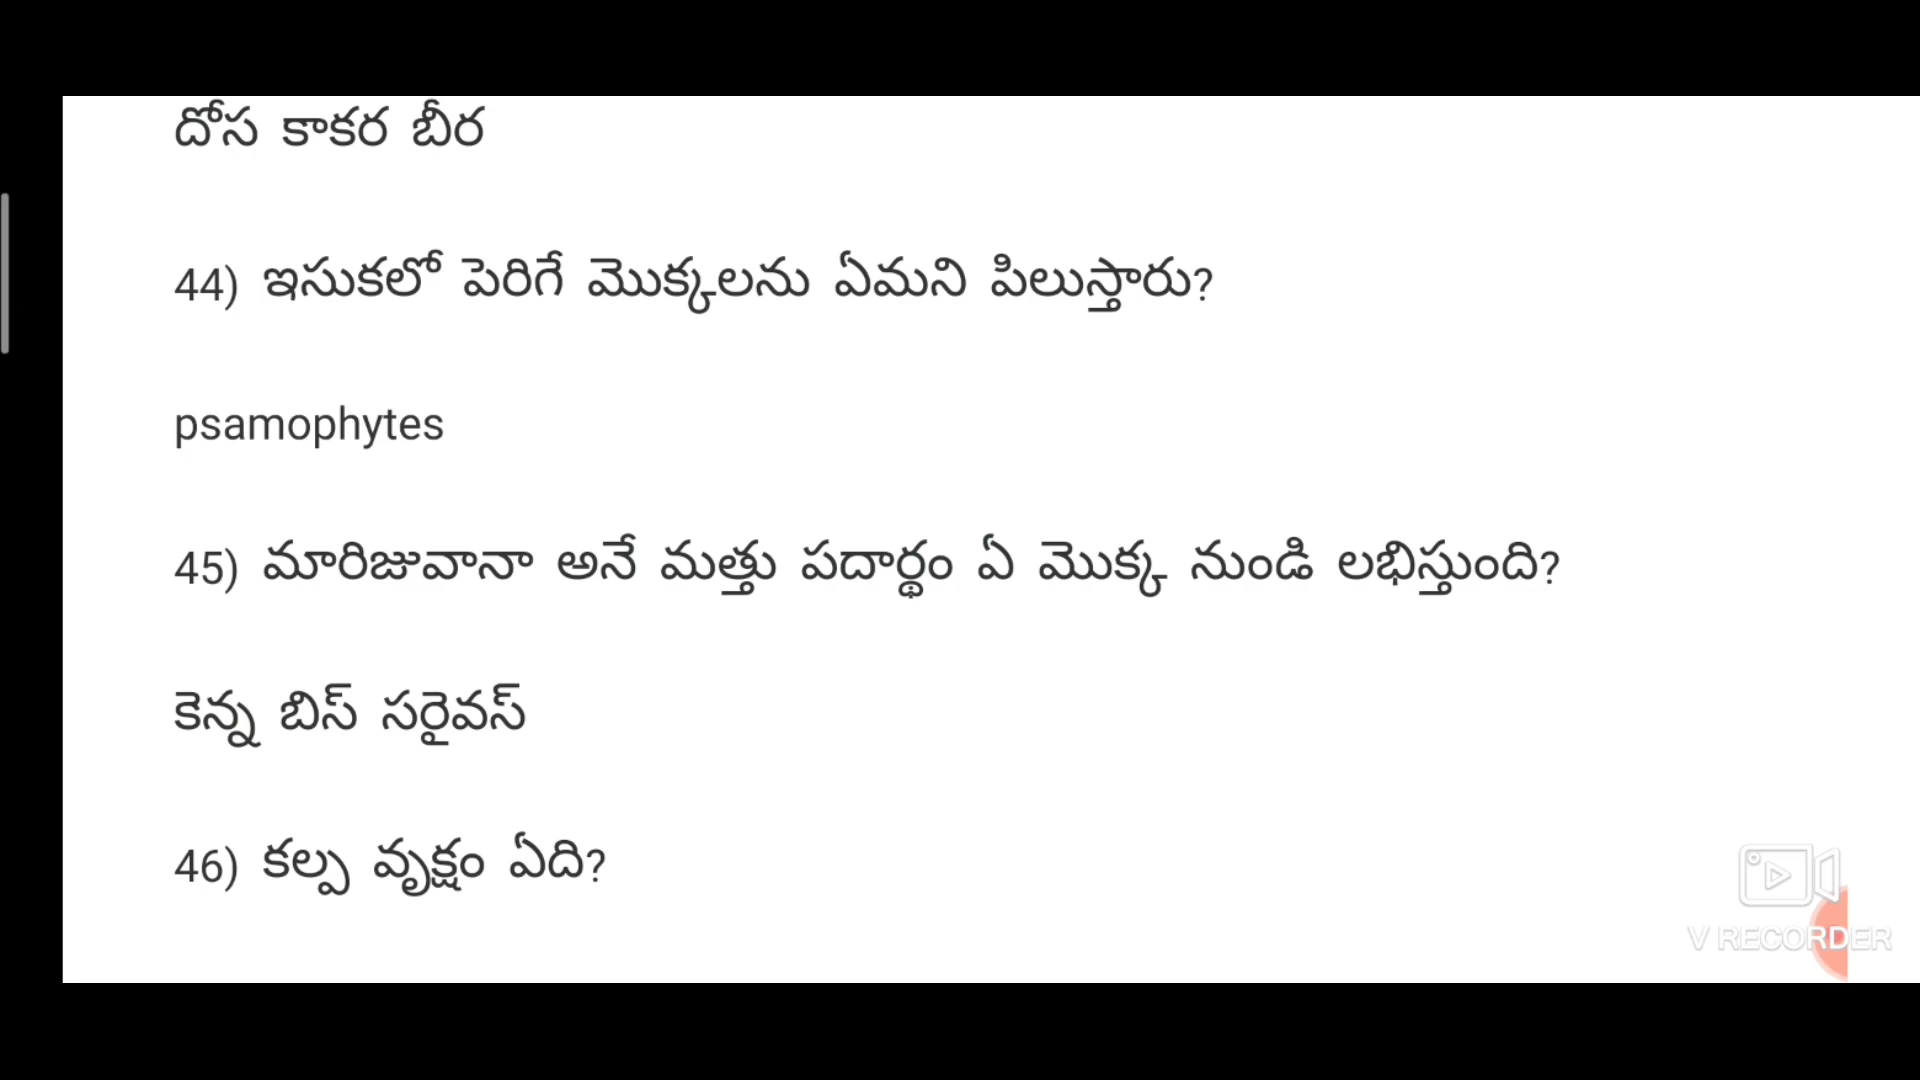 దోస కాకర బీర
44) ఇసుకలో పెరిగే మొక్కలను ఏమని పిలుస్తారు?
psamophytes
45) మారిజువానా అనే మత్తు పదార్థం ఏ మొక్క నుండి లభిస్తుంది?
కెన్న బిస్ సరైవస్
46) కల్ప వృక్షం ఏది?
V RECORDER